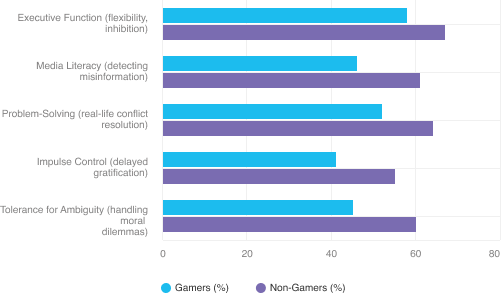 Executive Function (flexibility,
inhibition)
Media Literacy (detecting
misinformation)
Problem-Solving (real-life conflict
resolution)
Impulse Control (delayed
gratification)
Tolerance for Ambiguity (handling
moral
dilemmas)
0 20 40 60 80
Gamers (%) Non-Gamers (%)